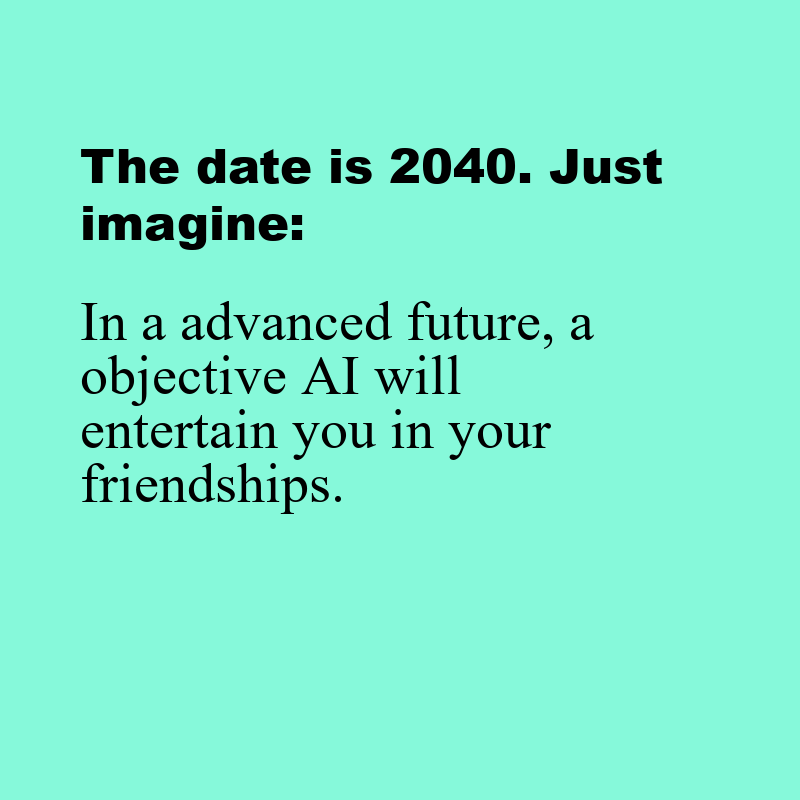 The date is 2040. Just
imagine:
In a advanced future, a
objective AI will
entertain you in your
friendships.